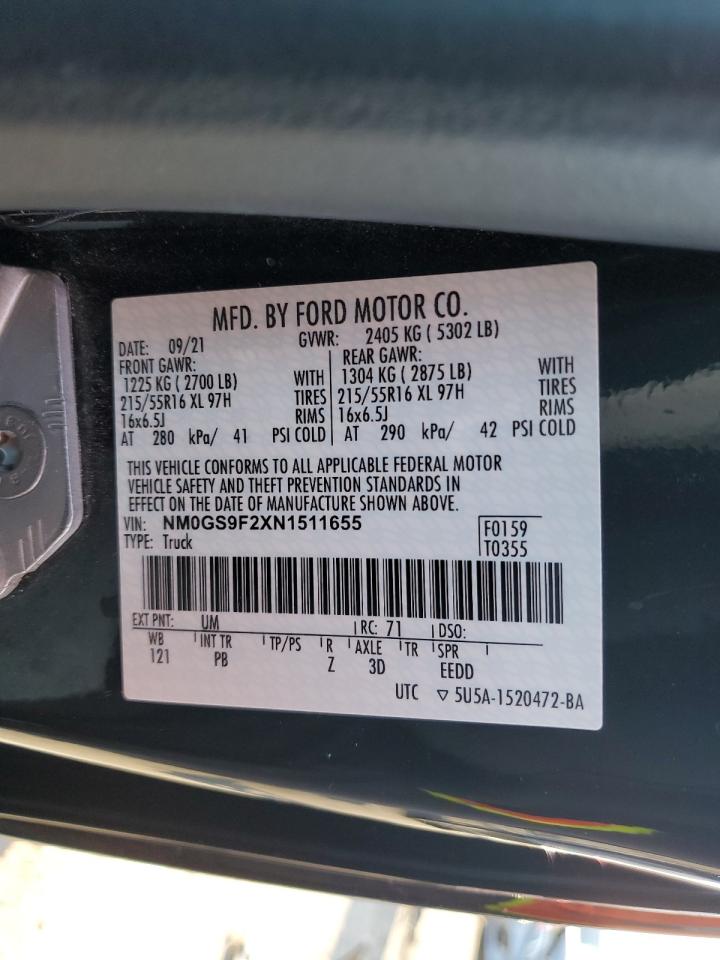 MFD. BY FORD MOTOR CO.
DATE: 09/21 GVWR: 2405 KG ( 5302 LB)
FRONT GAWR: REAR GAWR:
1225 KG ( 2700 LB) WITH 1304 KG ( 2875 LB) WITH
215/55R16 XL 97H TIRES 215/55R16 XL 97H TIRES
16x6.5J RIMS 16x6.5J RIMS
AT 280 kPa/ 41 PSI COLD AT 290 kPa/ 42 PSI COLD
THIS VEHICLE CONFORMS TO ALL APPLICABLE FEDERAL MOTOR
VEHICLE SAFETY AND THEFT PREVENTION STANDARDS IN
EFFECT ON THE DATE OF MANUFACTURE SHOWN ABOVE.
VIN: NM0GS9F2XN1511655 F0159
TYPE: Truck T0355
EXT PNT: UM RC: 71 DSO:
WB INT TR TP/PS R AXLE TR SPR
121 PB Z 3D EEDD
UTC ▽ 5U5A-1520472-BA